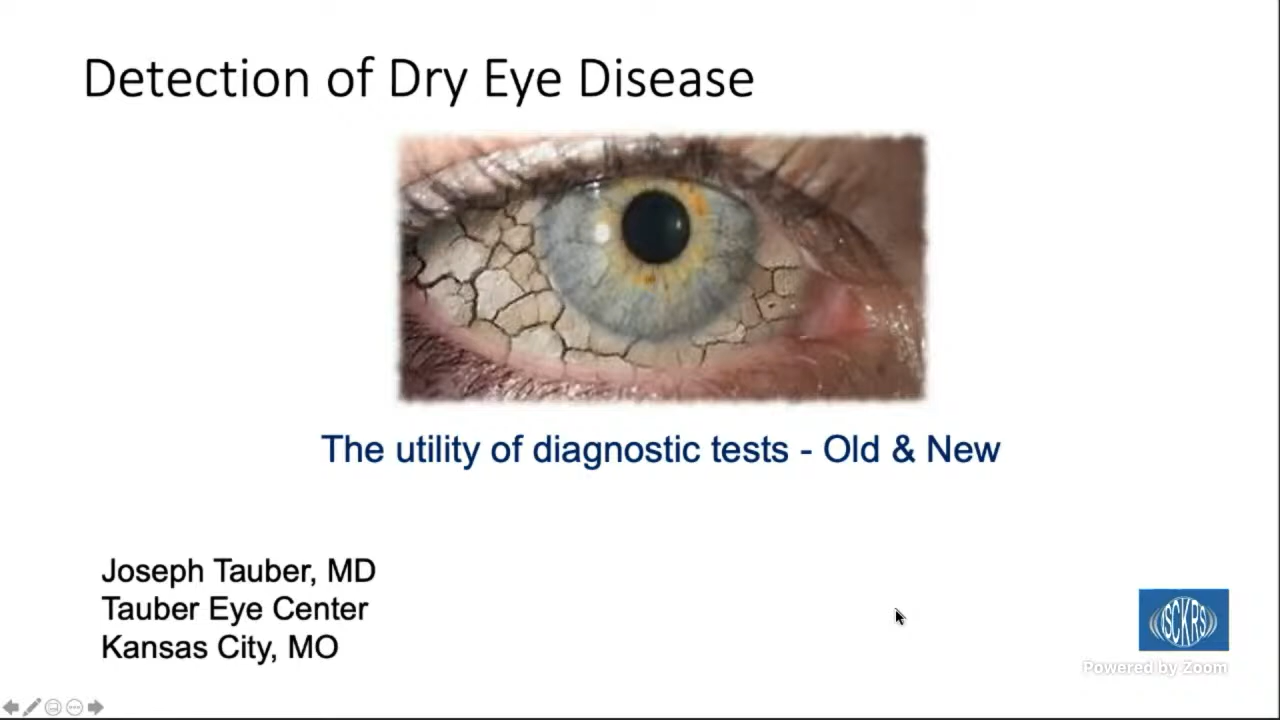 Detection of Dry Eye Disease
The utility of diagnostic tests - Old & New
Joseph Tauber, MD
Tauber Eye Center
Kansas City, MO
ISCKRS
Powered by Zoom